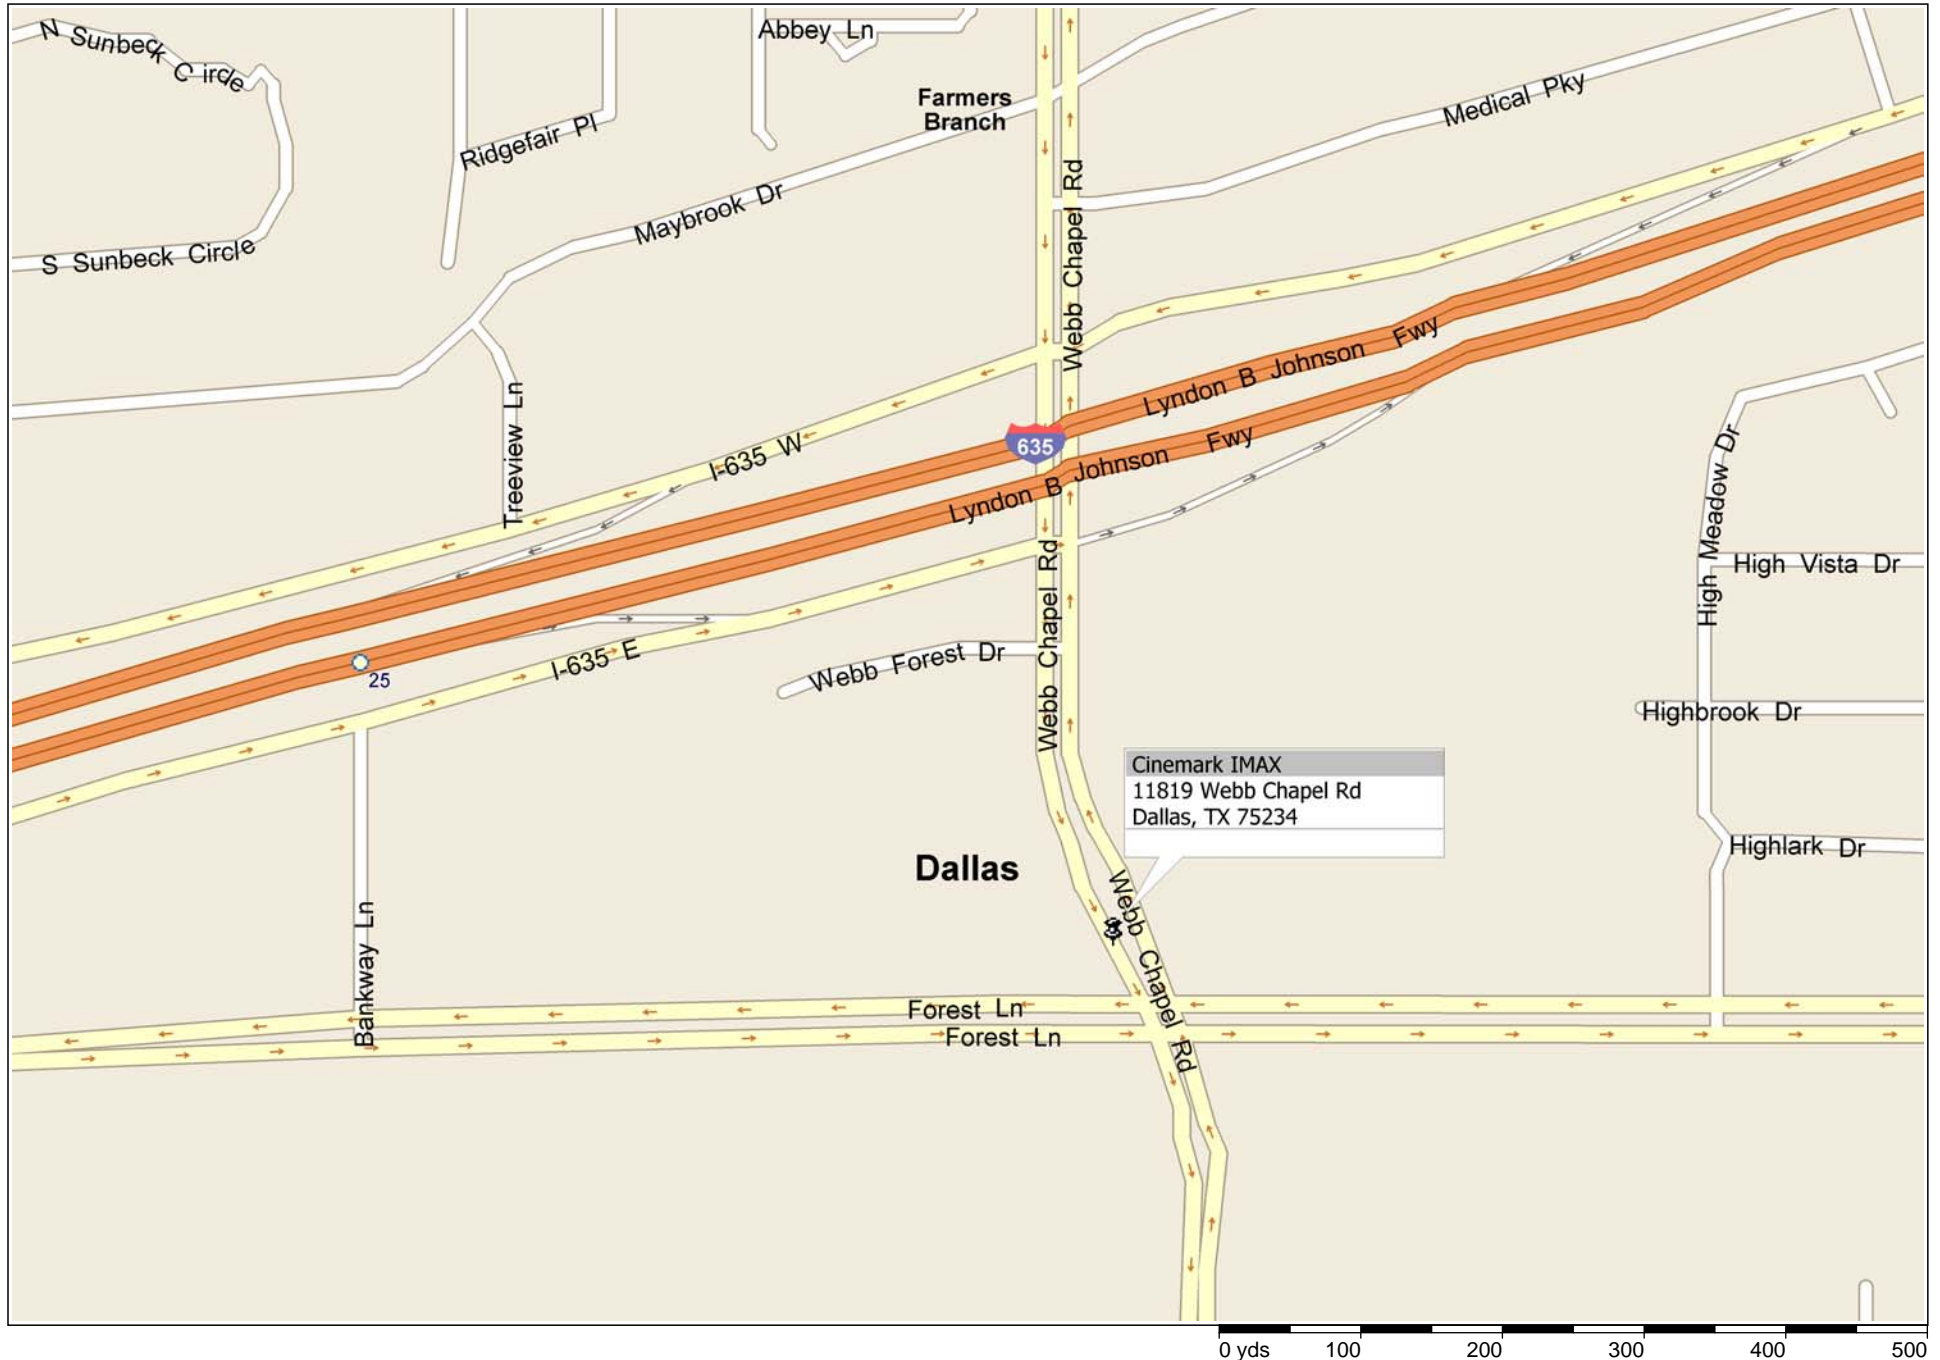 N Sunbeck Circle
Abbey Ln
Farmers
Branch
Medical Pky
Ridgefair Pl
Webb Chapel Rd
Maybrook Dr
S Sunbeck Circle
Lyndon B Johnson Fwy
Treeview Ln
I-635 W
635
Lyndon B Johnson Fwy
High Meadow Dr
High Vista Dr
Webb Chapel Rd
I-635 E
Webb Forest Dr
25
Highbrook Dr
Cinemark IMAX
11819 Webb Chapel Rd
Dallas, TX 75234
Highlark Dr
Dallas
Webb Chapel Rd
Bankway Ln
Forest Ln
Forest Ln
0 yds 100 200 300 400 500